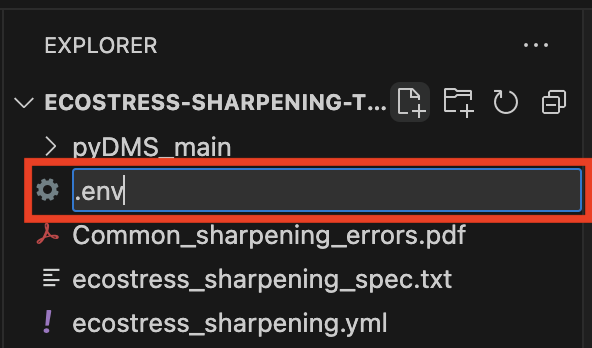 EXPLORER
ECOSTRESS-SHARPENING-T...
pyDMS_main
.env
Common_sharpening_errors.pdf
ecostress_sharpening_spec.txt
ecostress_sharpening.yml